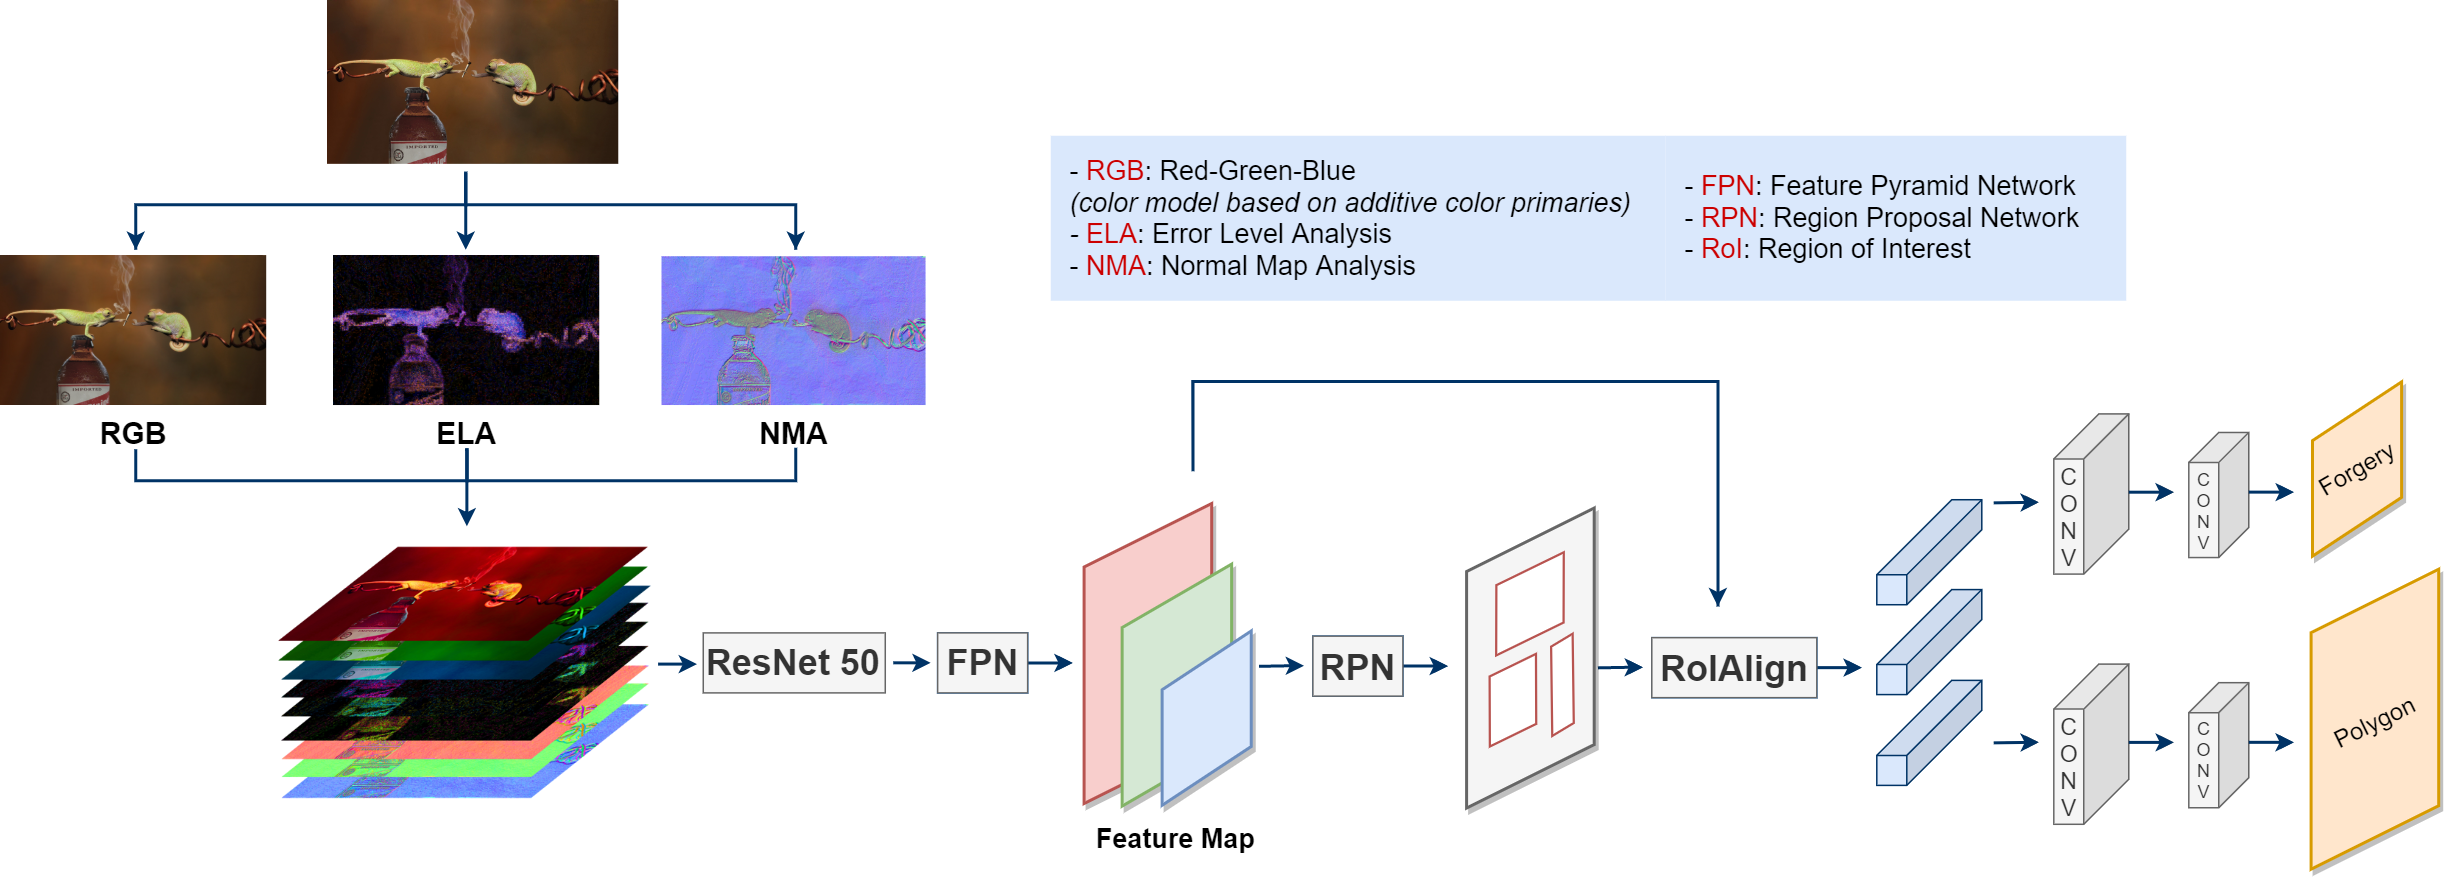 IMPORTED
- RGB: Red-Green-Blue
(color model based on additive color primaries)
- ELA: Error Level Analysis
- NMA: Normal Map Analysis
- FPN: Feature Pyramid Network
- RPN: Region Proposal Network
- RoI: Region of Interest
IMPORTED
RGB
ELA
NMA
ResNet 50
FPN
Feature Map
RPN
RoIAlign
CONV
CONV
Forgery
CONV
CONV
Polygon